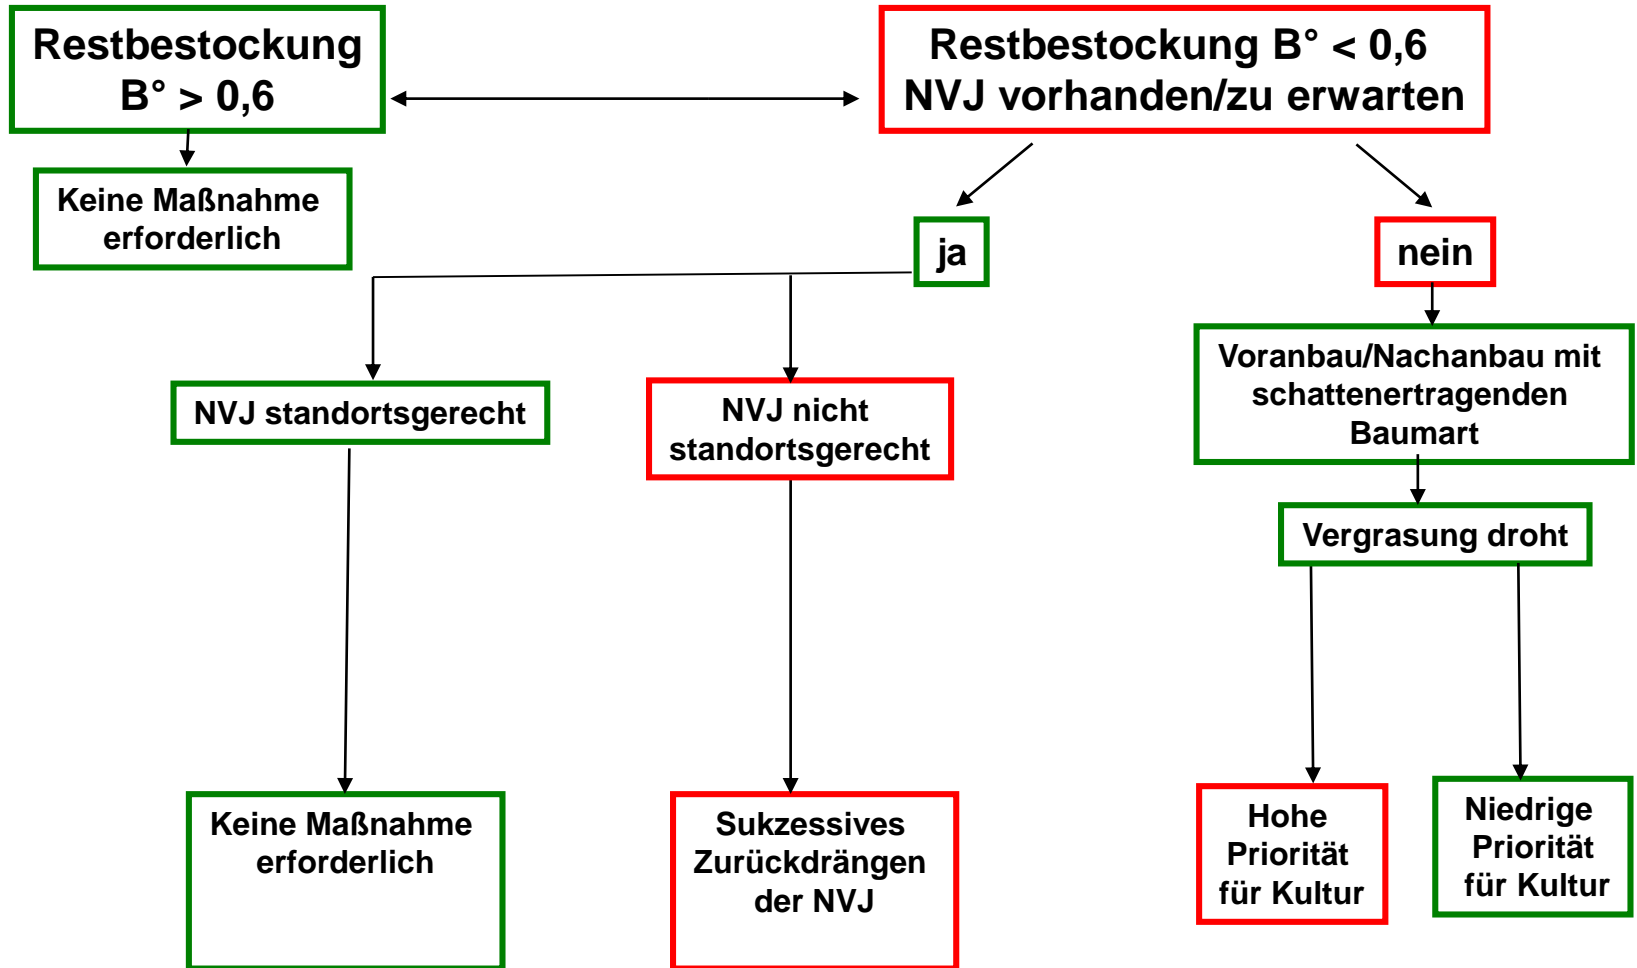 Restbestockung
B° > 0,6
Restbestockung B° < 0,6
NVJ vorhanden/zu erwarten
Keine Maßnahme
erforderlich
ja
nein
NVJ standortsgerecht
NVJ nicht
standortsgerecht
Voranbau/Nachanbau mit
schattenertragenden
Baumart
Vergrasung droht
Keine Maßnahme
erforderlich
Sukzessives
Zurückdrängen
der NVJ
Hohe
Priorität
für Kultur
Niedrige
Priorität
für Kultur